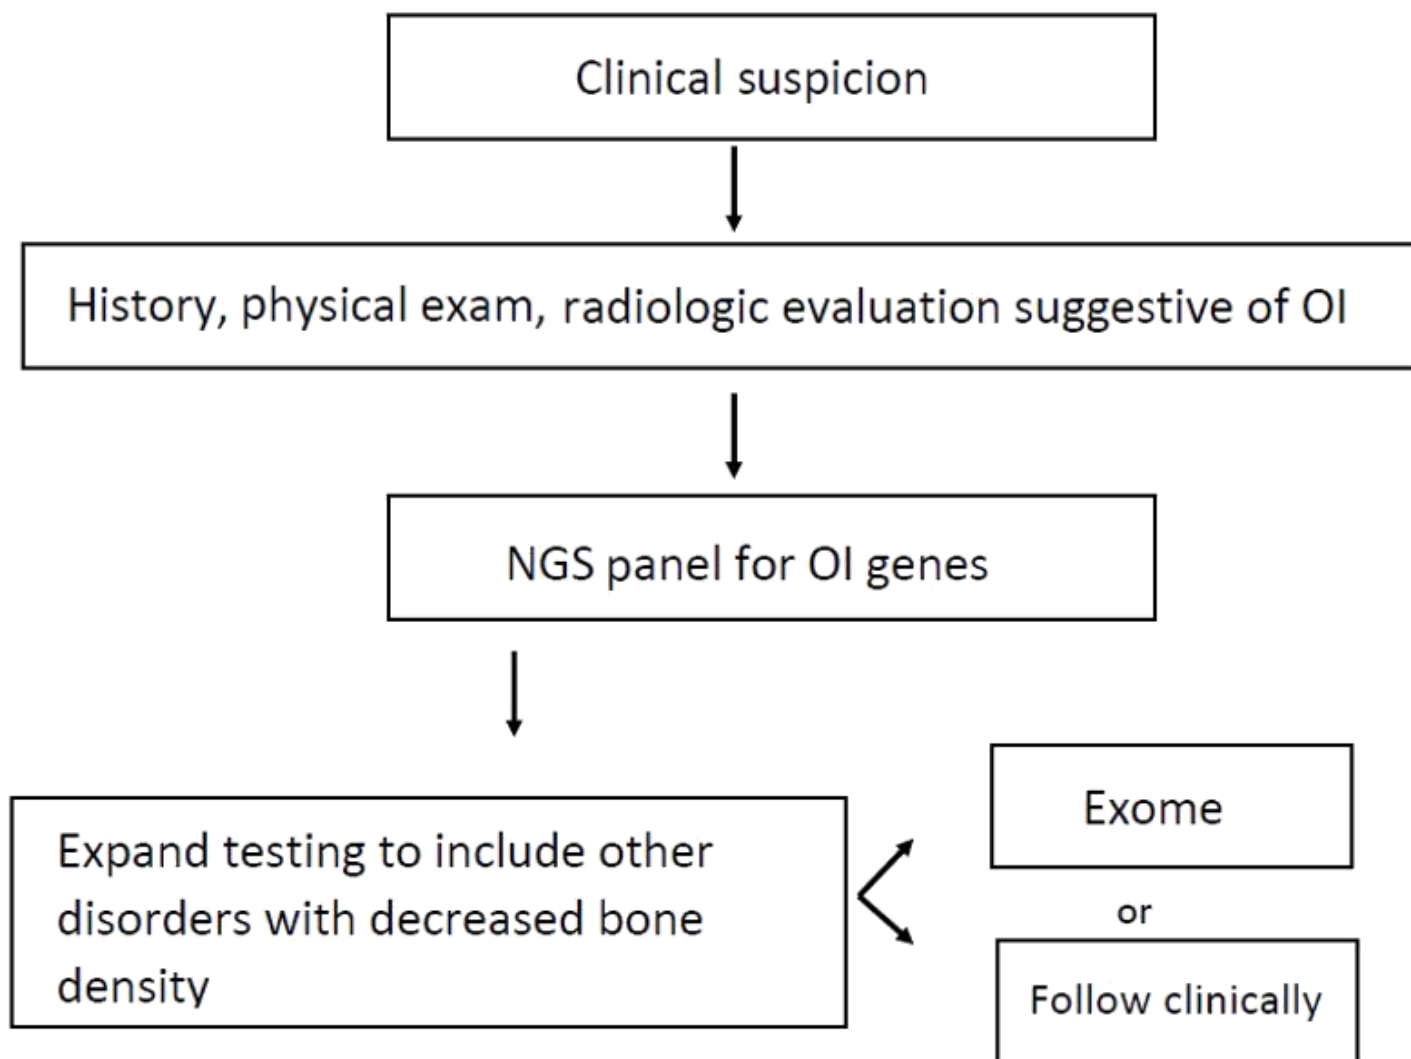 Clinical suspicion
History, physical exam, radiologic evaluation suggestive of OI
NGS panel for OI genes
Expand testing to include other
disorders with decreased bone
density
Exome
or
Follow clinically